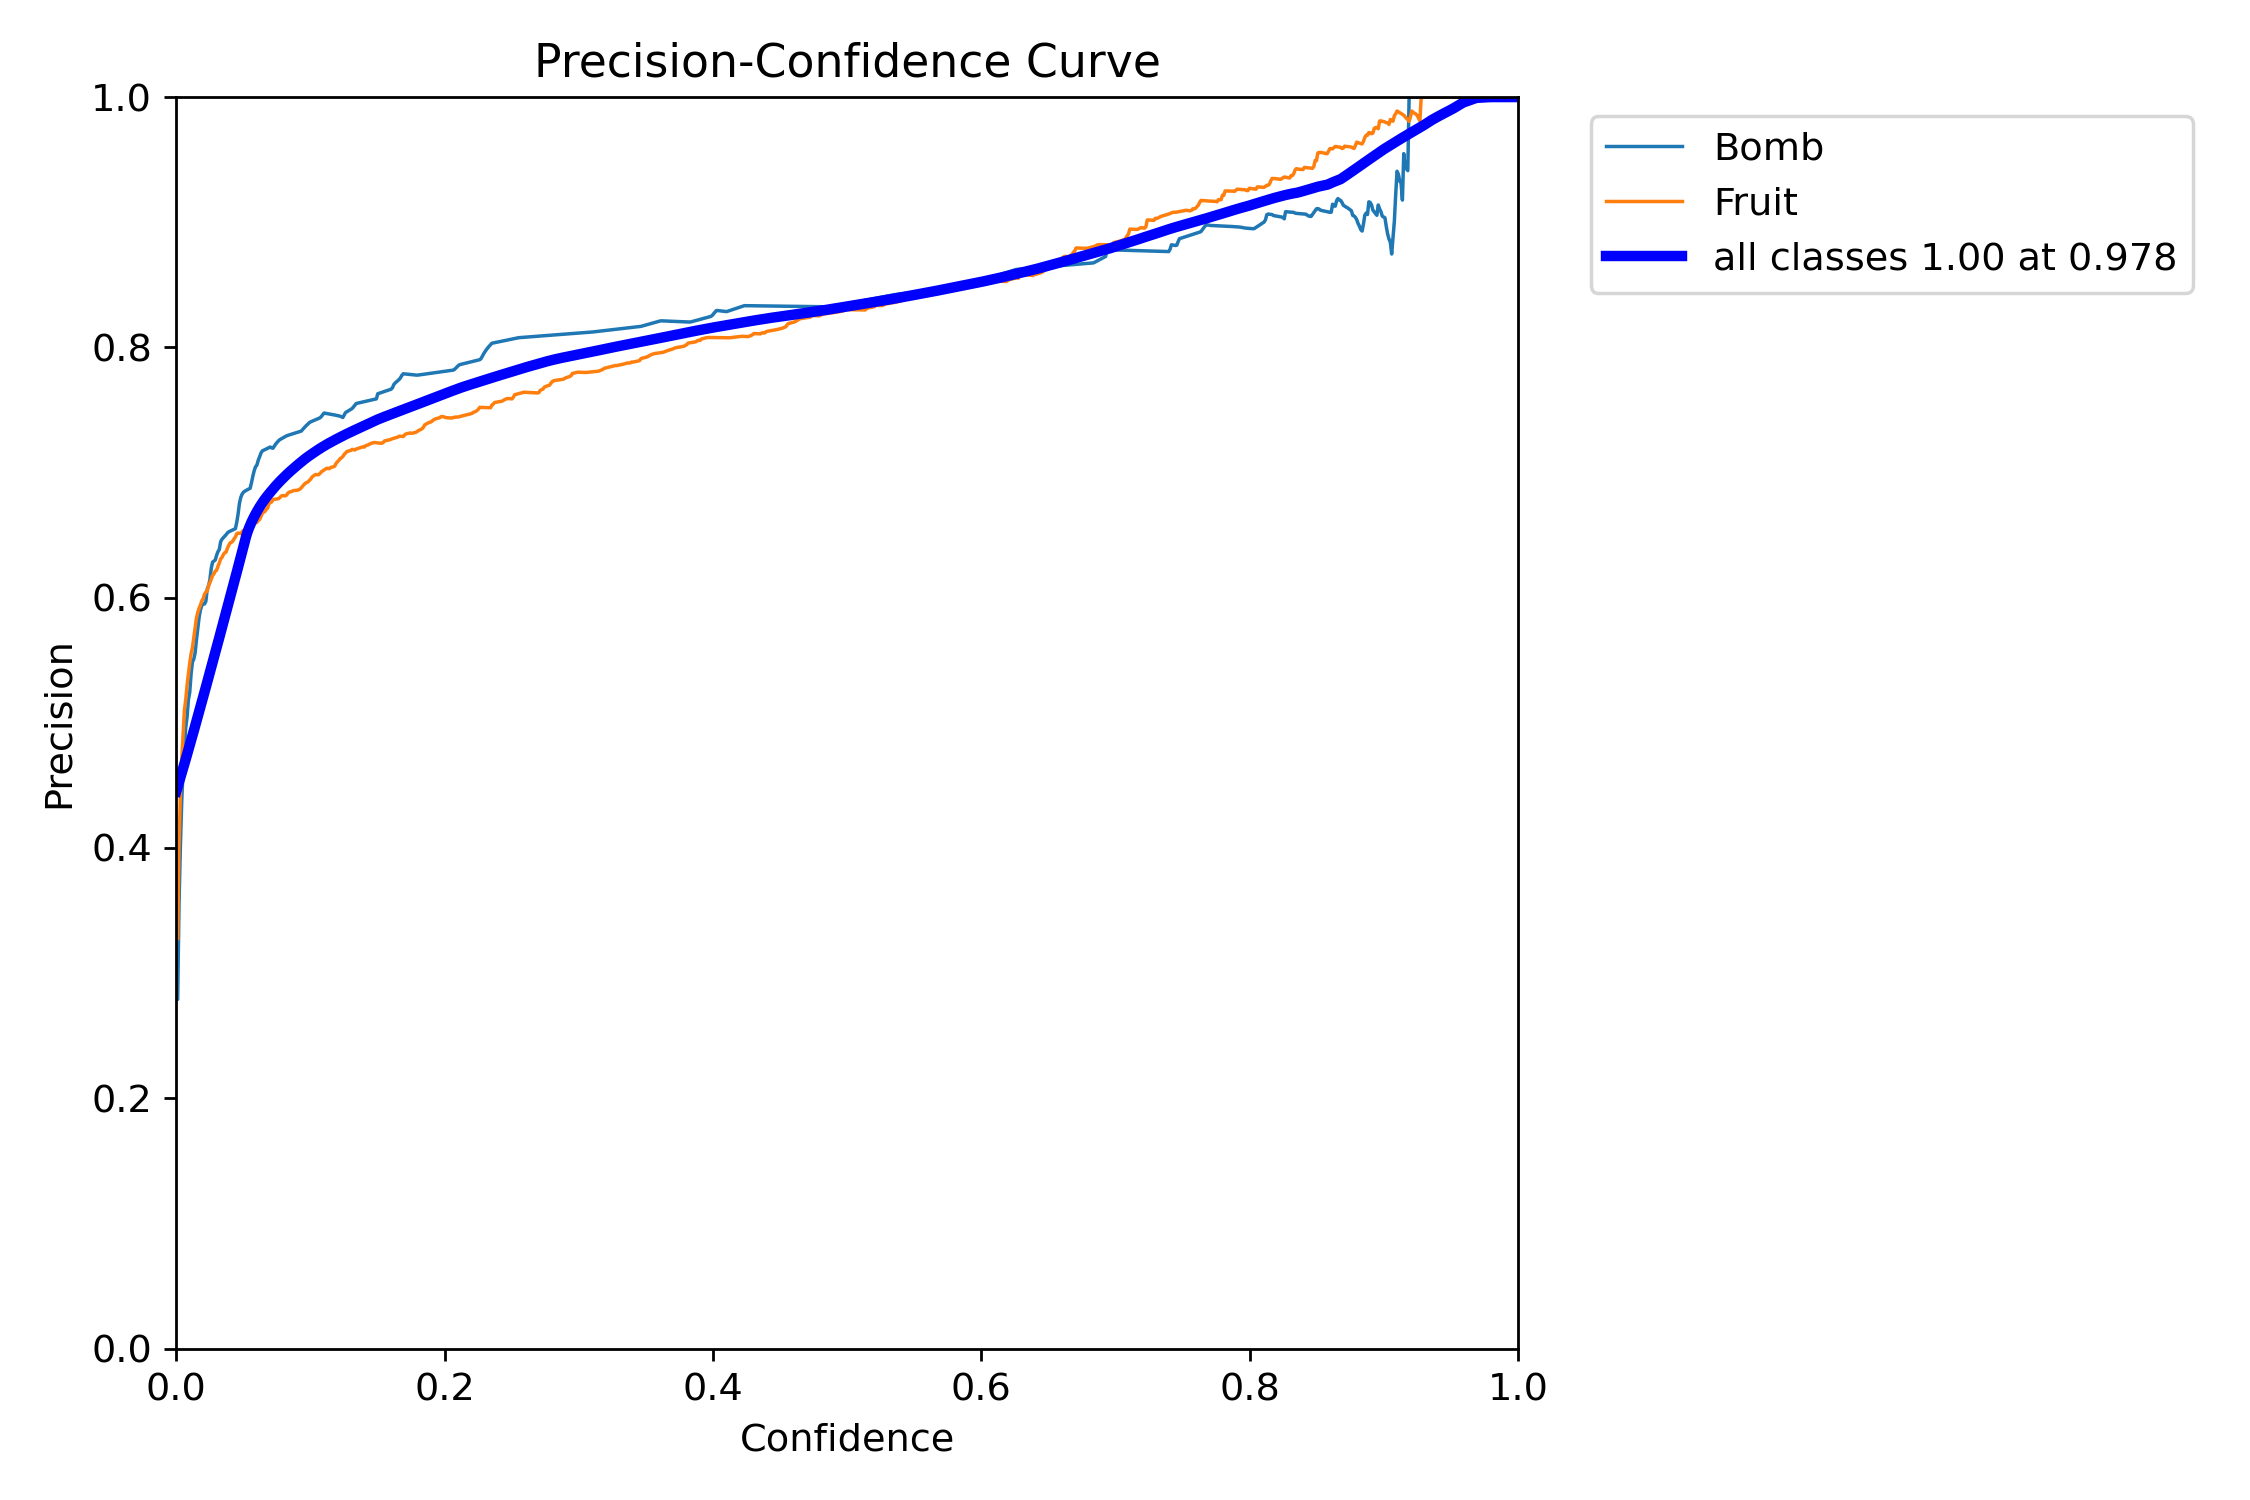 Precision-Confidence Curve
1.0
0.8
0.6
0.4
0.2
0.0
Precision
0.0 0.2 0.4 0.6 0.8 1.0
Confidence
Bomb
Fruit
all classes 1.00 at 0.978